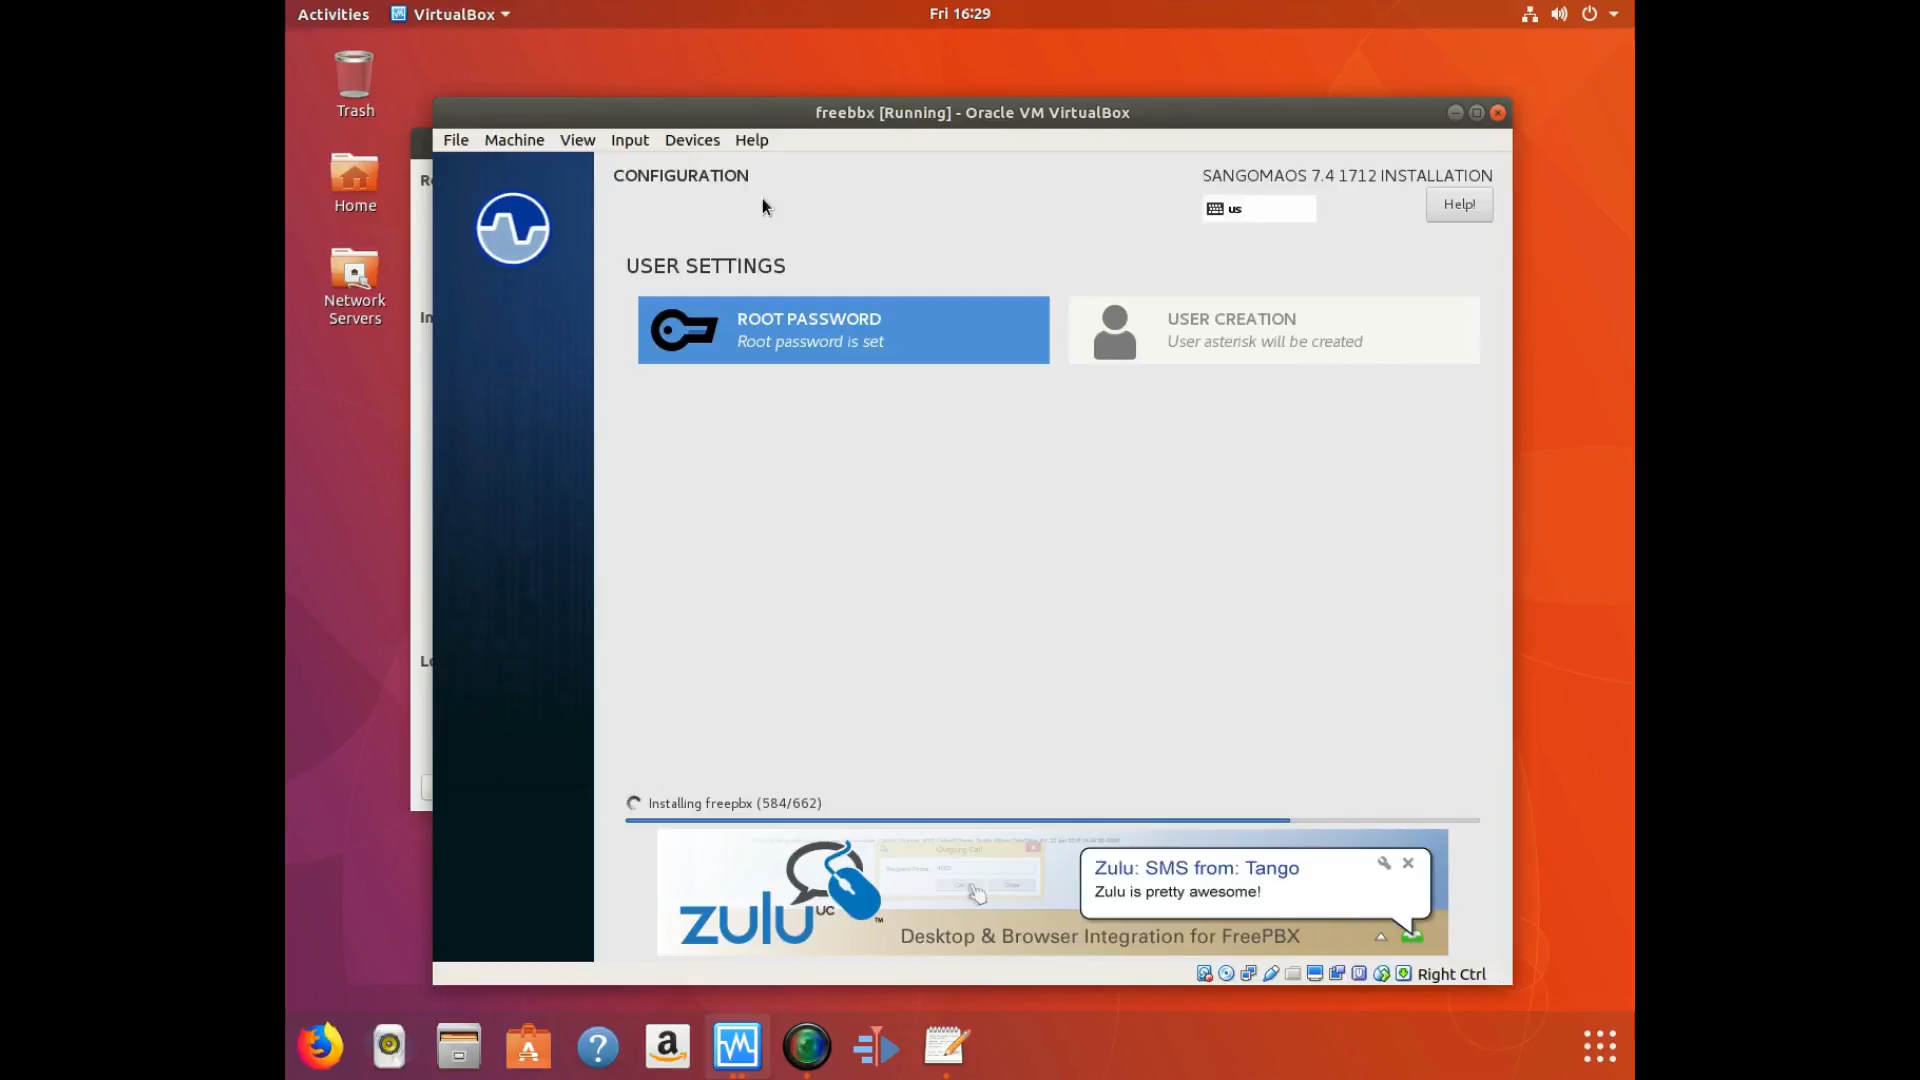 Activities
VirtualBox
Fri 16:29
Trash
Home
Network
Servers
freebbx [Running] - Oracle VM VirtualBox
File Machine View Input Devices Help
CONFIGURATION
SANGOMAOS 7.4 1712 INSTALLATION
us
Help!
USER SETTINGS
ROOT PASSWORD
Root password is set
USER CREATION
User asterisk will be created
Installing freepbx (584/662)
zulu UC ™
Outgoing Call
Zulu: SMS from: Tango
Zulu is pretty awesome!
Desktop & Browser Integration for FreePBX
Right Ctrl